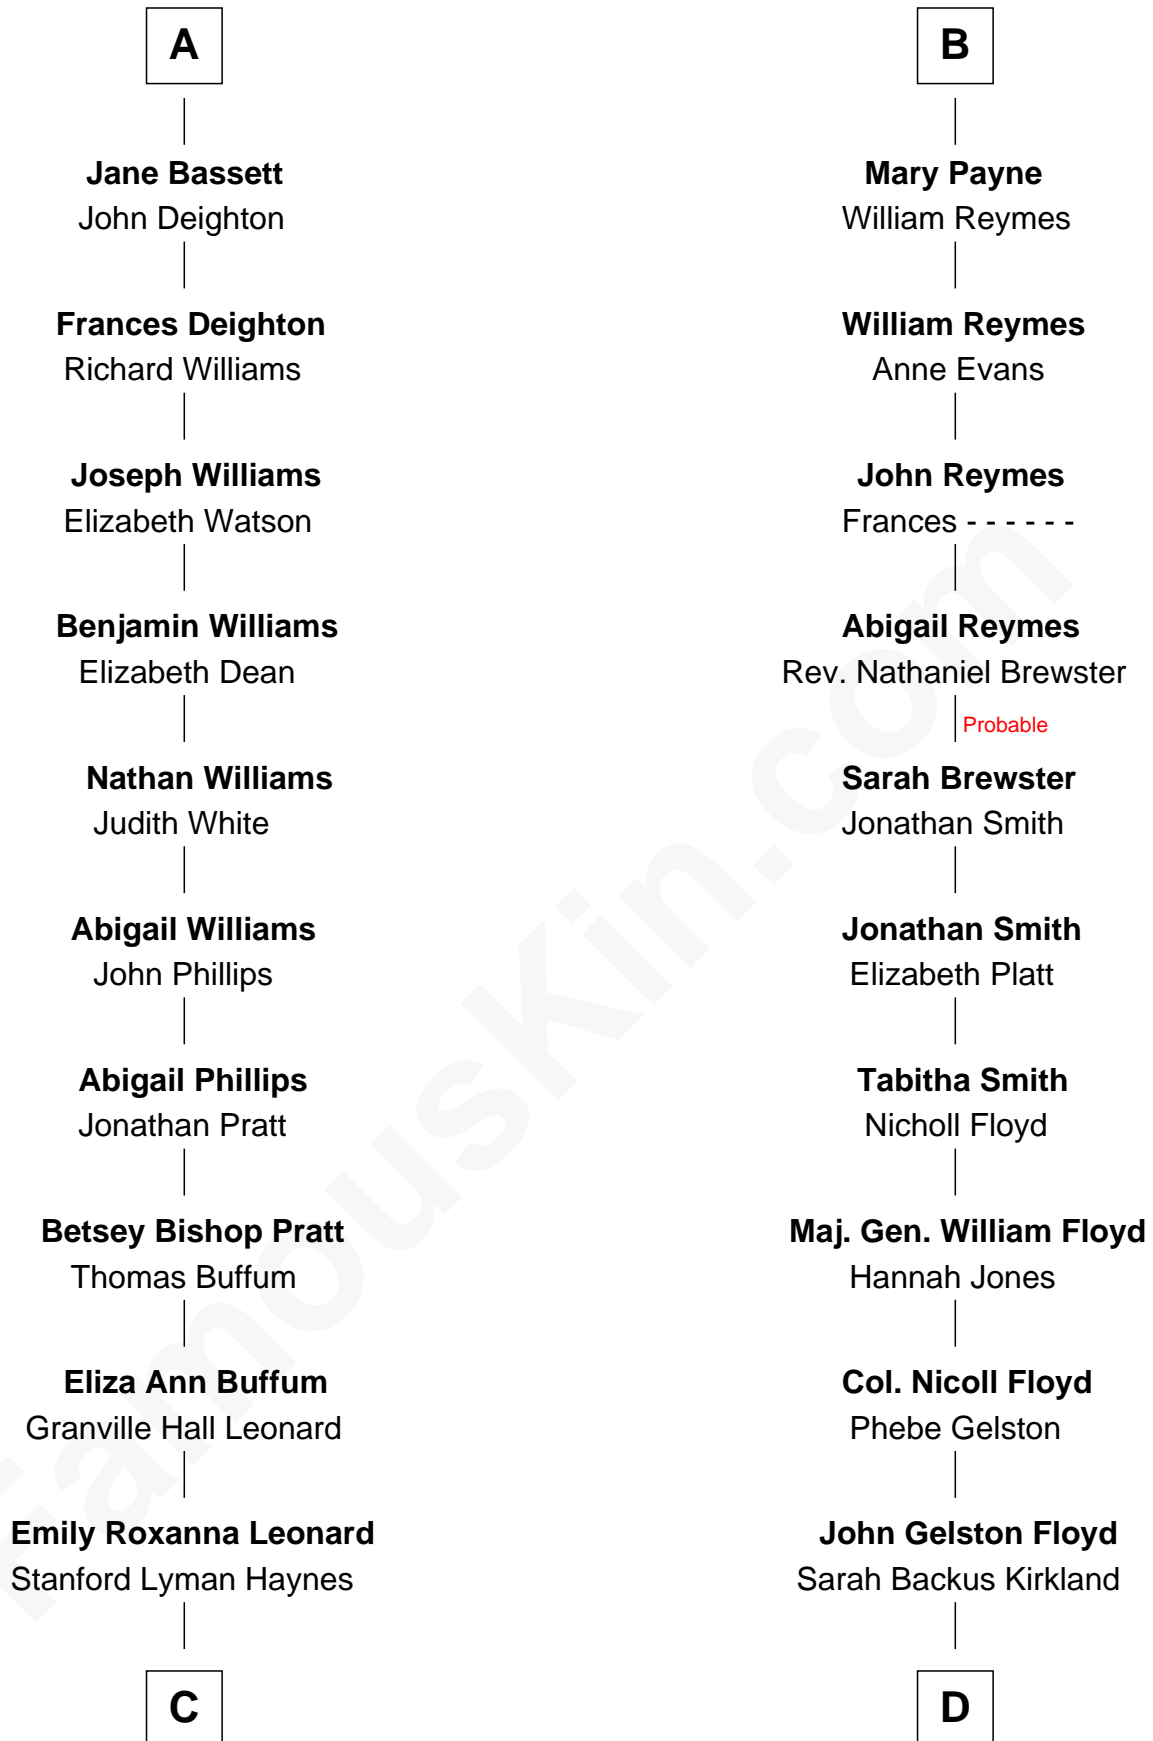 A
Jane Bassett
John Deighton
Frances Deighton
Richard Williams
Joseph Williams
Elizabeth Watson
Benjamin Williams
Elizabeth Dean
Nathan Williams
Judith White
Abigail Williams
John Phillips
Abigail Phillips
Jonathan Pratt
Betsey Bishop Pratt
Thomas Buffum
Eliza Ann Buffum
Granville Hall Leonard
Emily Roxanna Leonard
Stanford Lyman Haynes
C
B
Mary Payne
William Reymes
William Reymes
Anne Evans
John Reymes
Frances - - - - - -
Abigail Reymes
Rev. Nathaniel Brewster
Probable
Sarah Brewster
Jonathan Smith
Jonathan Smith
Elizabeth Platt
Tabitha Smith
Nicholl Floyd
Maj. Gen. William Floyd
Hannah Jones
Col. Nicoll Floyd
Phebe Gelston
John Gelston Floyd
Sarah Backus Kirkland
D
FamousKin.com